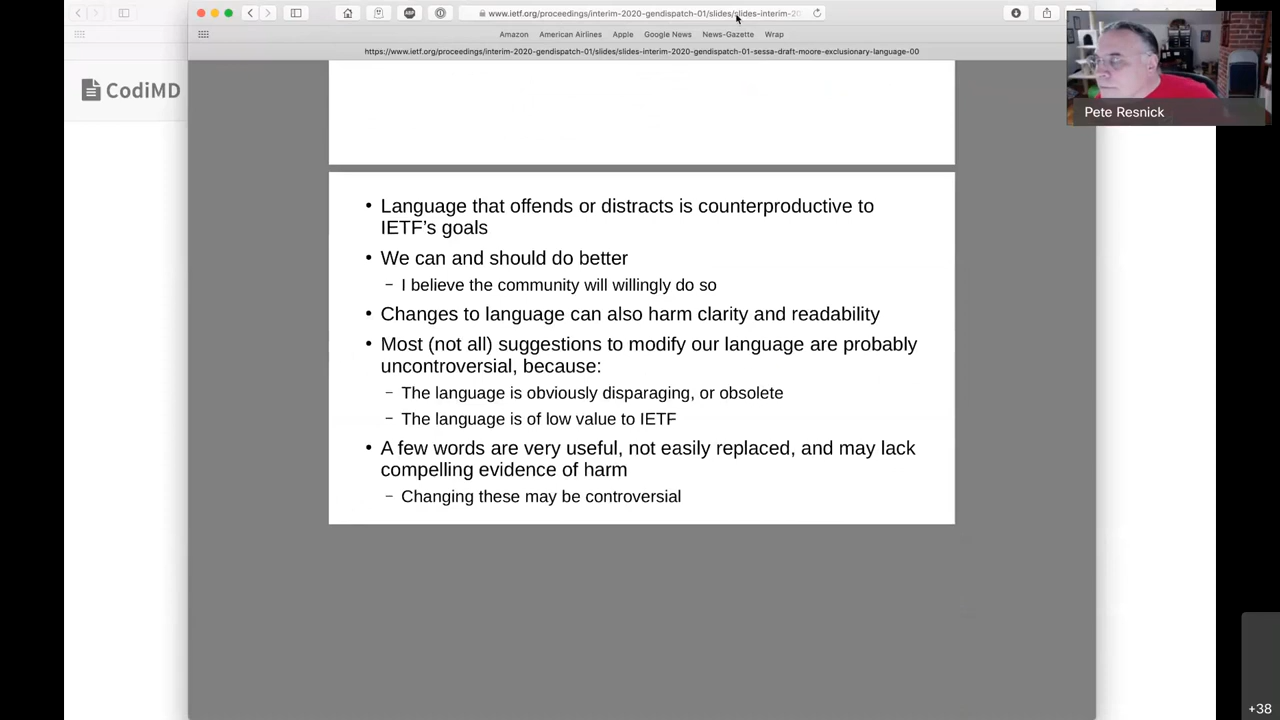 www.ietf.org/proceedings/interim-2020-gendispatch-01/slides/slides-interim-20
Amazon American Airlines Apple Google News News-Gazette Wrap
https://www.ietf.org/proceedings/interim-2020-gendispatch-01/slides/slides-interim-2020-gendispatch-01-sessa-draft-moore-exclusionary-language-00
CodiMD
Pete Resnick
• Language that offends or distracts is counterproductive to
IETF’s goals
• We can and should do better
– I believe the community will willingly do so
• Changes to language can also harm clarity and readability
• Most (not all) suggestions to modify our language are probably
uncontroversial, because:
– The language is obviously disparaging, or obsolete
– The language is of low value to IETF
• A few words are very useful, not easily replaced, and may lack
compelling evidence of harm
– Changing these may be controversial
+38